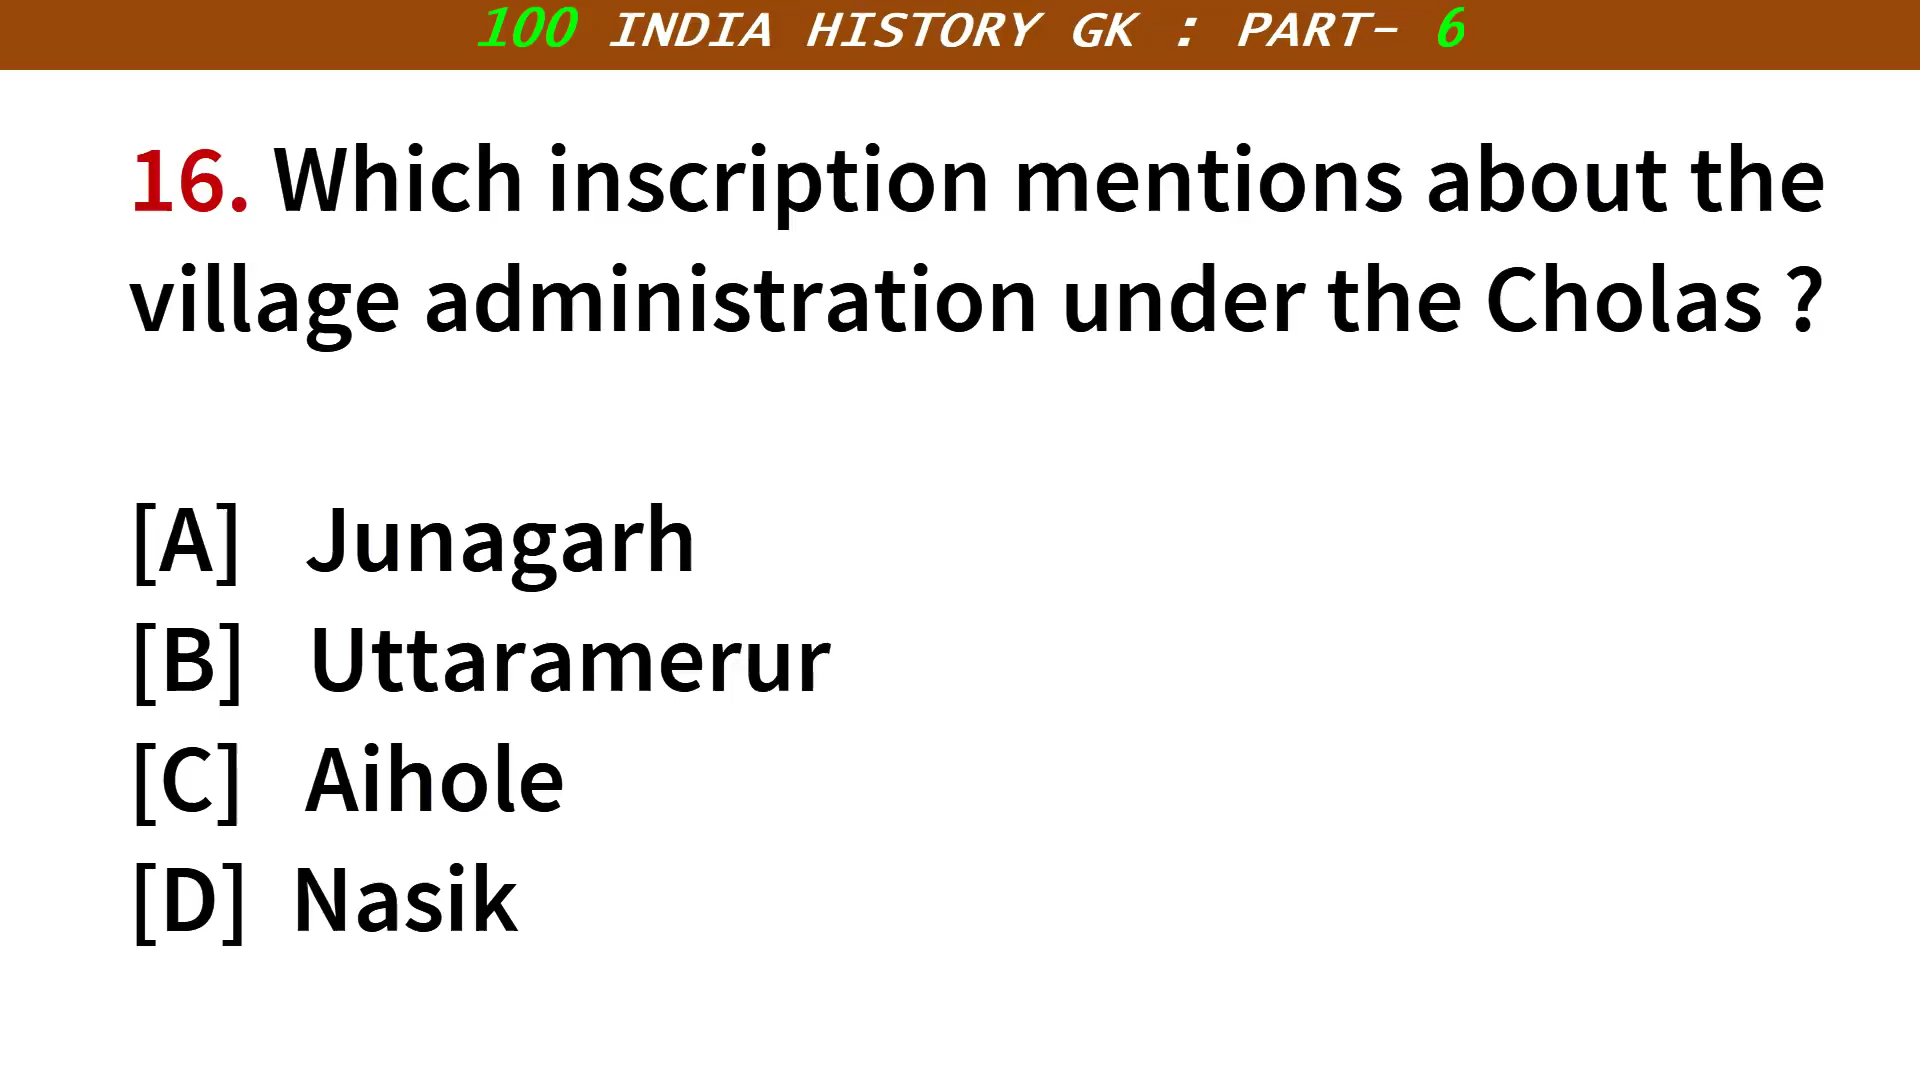 100 INDIA HISTORY GK : PART- 6
16. Which inscription mentions about the
village administration under the Cholas ?
[A] Junagarh
[B] Uttaramerur
[C] Aihole
[D] Nasik